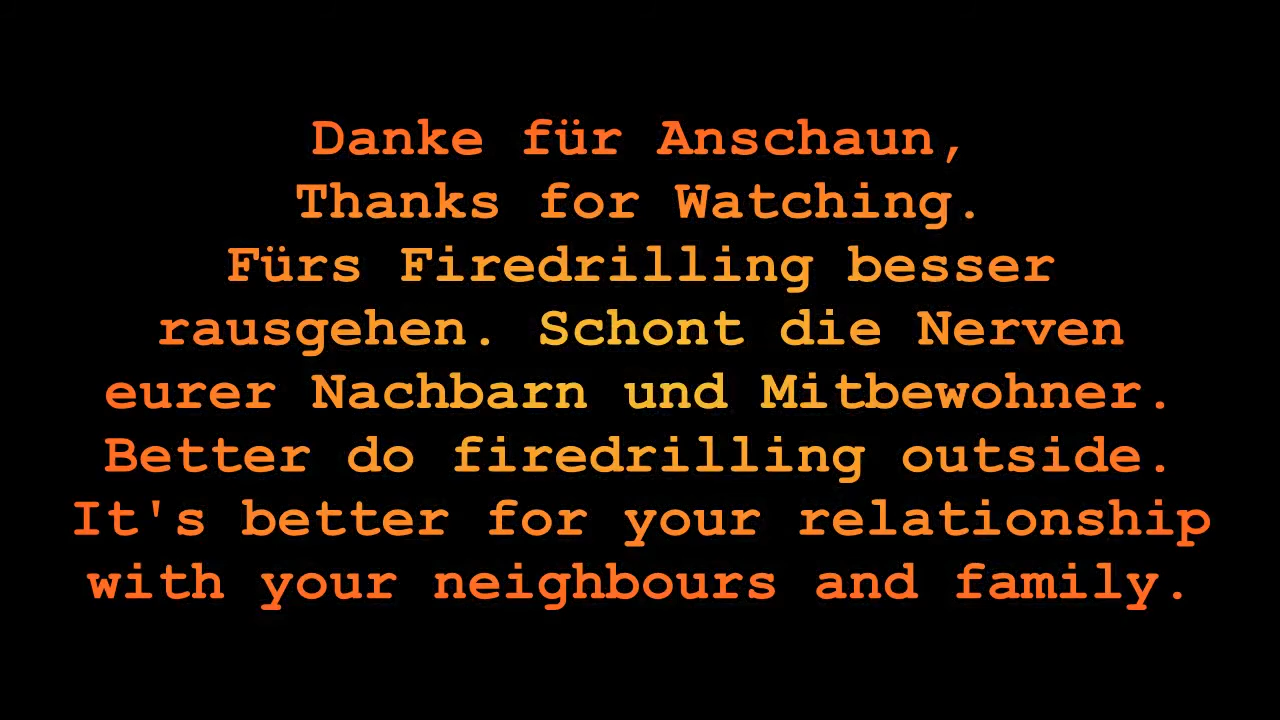 Danke für Anschaun,
Thanks for Watching.
Fürs Firedrilling besser
rausgehen. Schont die Nerven
eurer Nachbarn und Mitbewohner.
Better do firedrilling outside.
It's better for your relationship
with your neighbours and family.